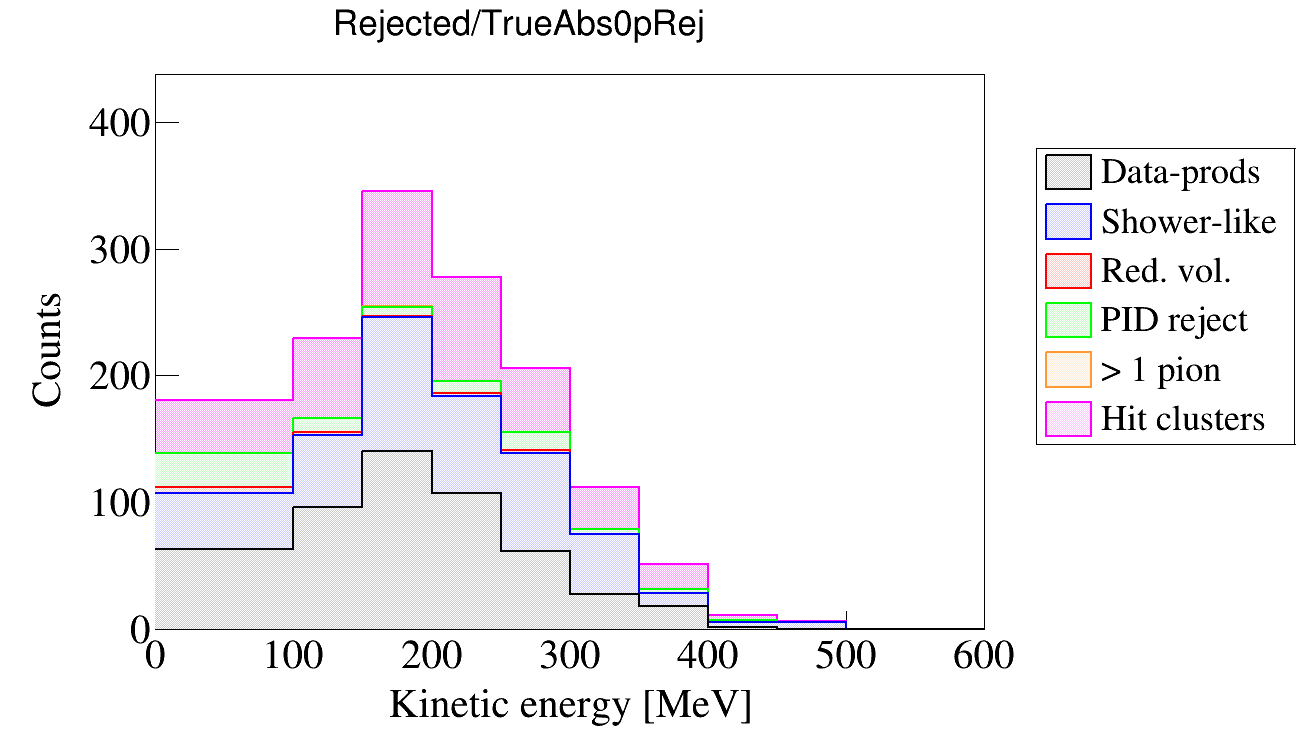 Rejected/TrueAbs0pRej
400
300
200
100
0
Counts
0 100 200 300 400 500 600
Kinetic energy [MeV]
Data-prods
Shower-like
Red. vol.
PID reject
> 1 pion
Hit clusters